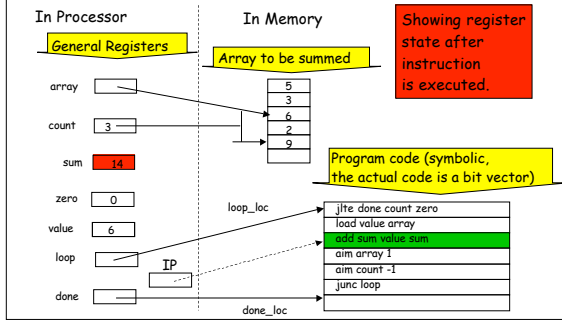 In Processor
In Memory
Showing register
state after
instruction
is executed.
General Registers
Array to be summed
array
count
3
sum
14
zero
0
value
6
loop
IP
done
5
3
6
2
9
Program code (symbolic,
the actual code is a bit vector)
loop_loc
jlte done count zero
load value array
add sum value sum
aim array 1
aim count -1
junc loop
done_loc